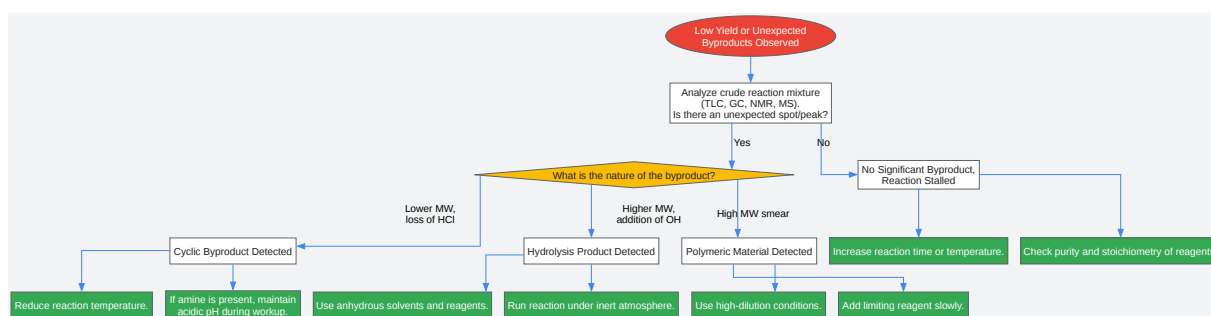 Low Yield or Unexpected
Byproducts Observed
Analyze crude reaction mixture
(TLC, GC, NMR, MS).
Is there an unexpected spot/peak?
Yes
No
What is the nature of the byproduct?
No Significant Byproduct,
Reaction Stalled
Lower MW,
loss of HCl
Higher MW,
addition of OH
High MW smear
Cyclic Byproduct Detected
Hydrolysis Product Detected
Polymeric Material Detected
Increase reaction time or temperature.
Check purity and stoichiometry of reagents
Reduce reaction temperature.
If amine is present, maintain
acidic pH during workup.
Use anhydrous solvents and reagents.
Run reaction under inert atmosphere.
Use high-dilution conditions.
Add limiting reagent slowly.